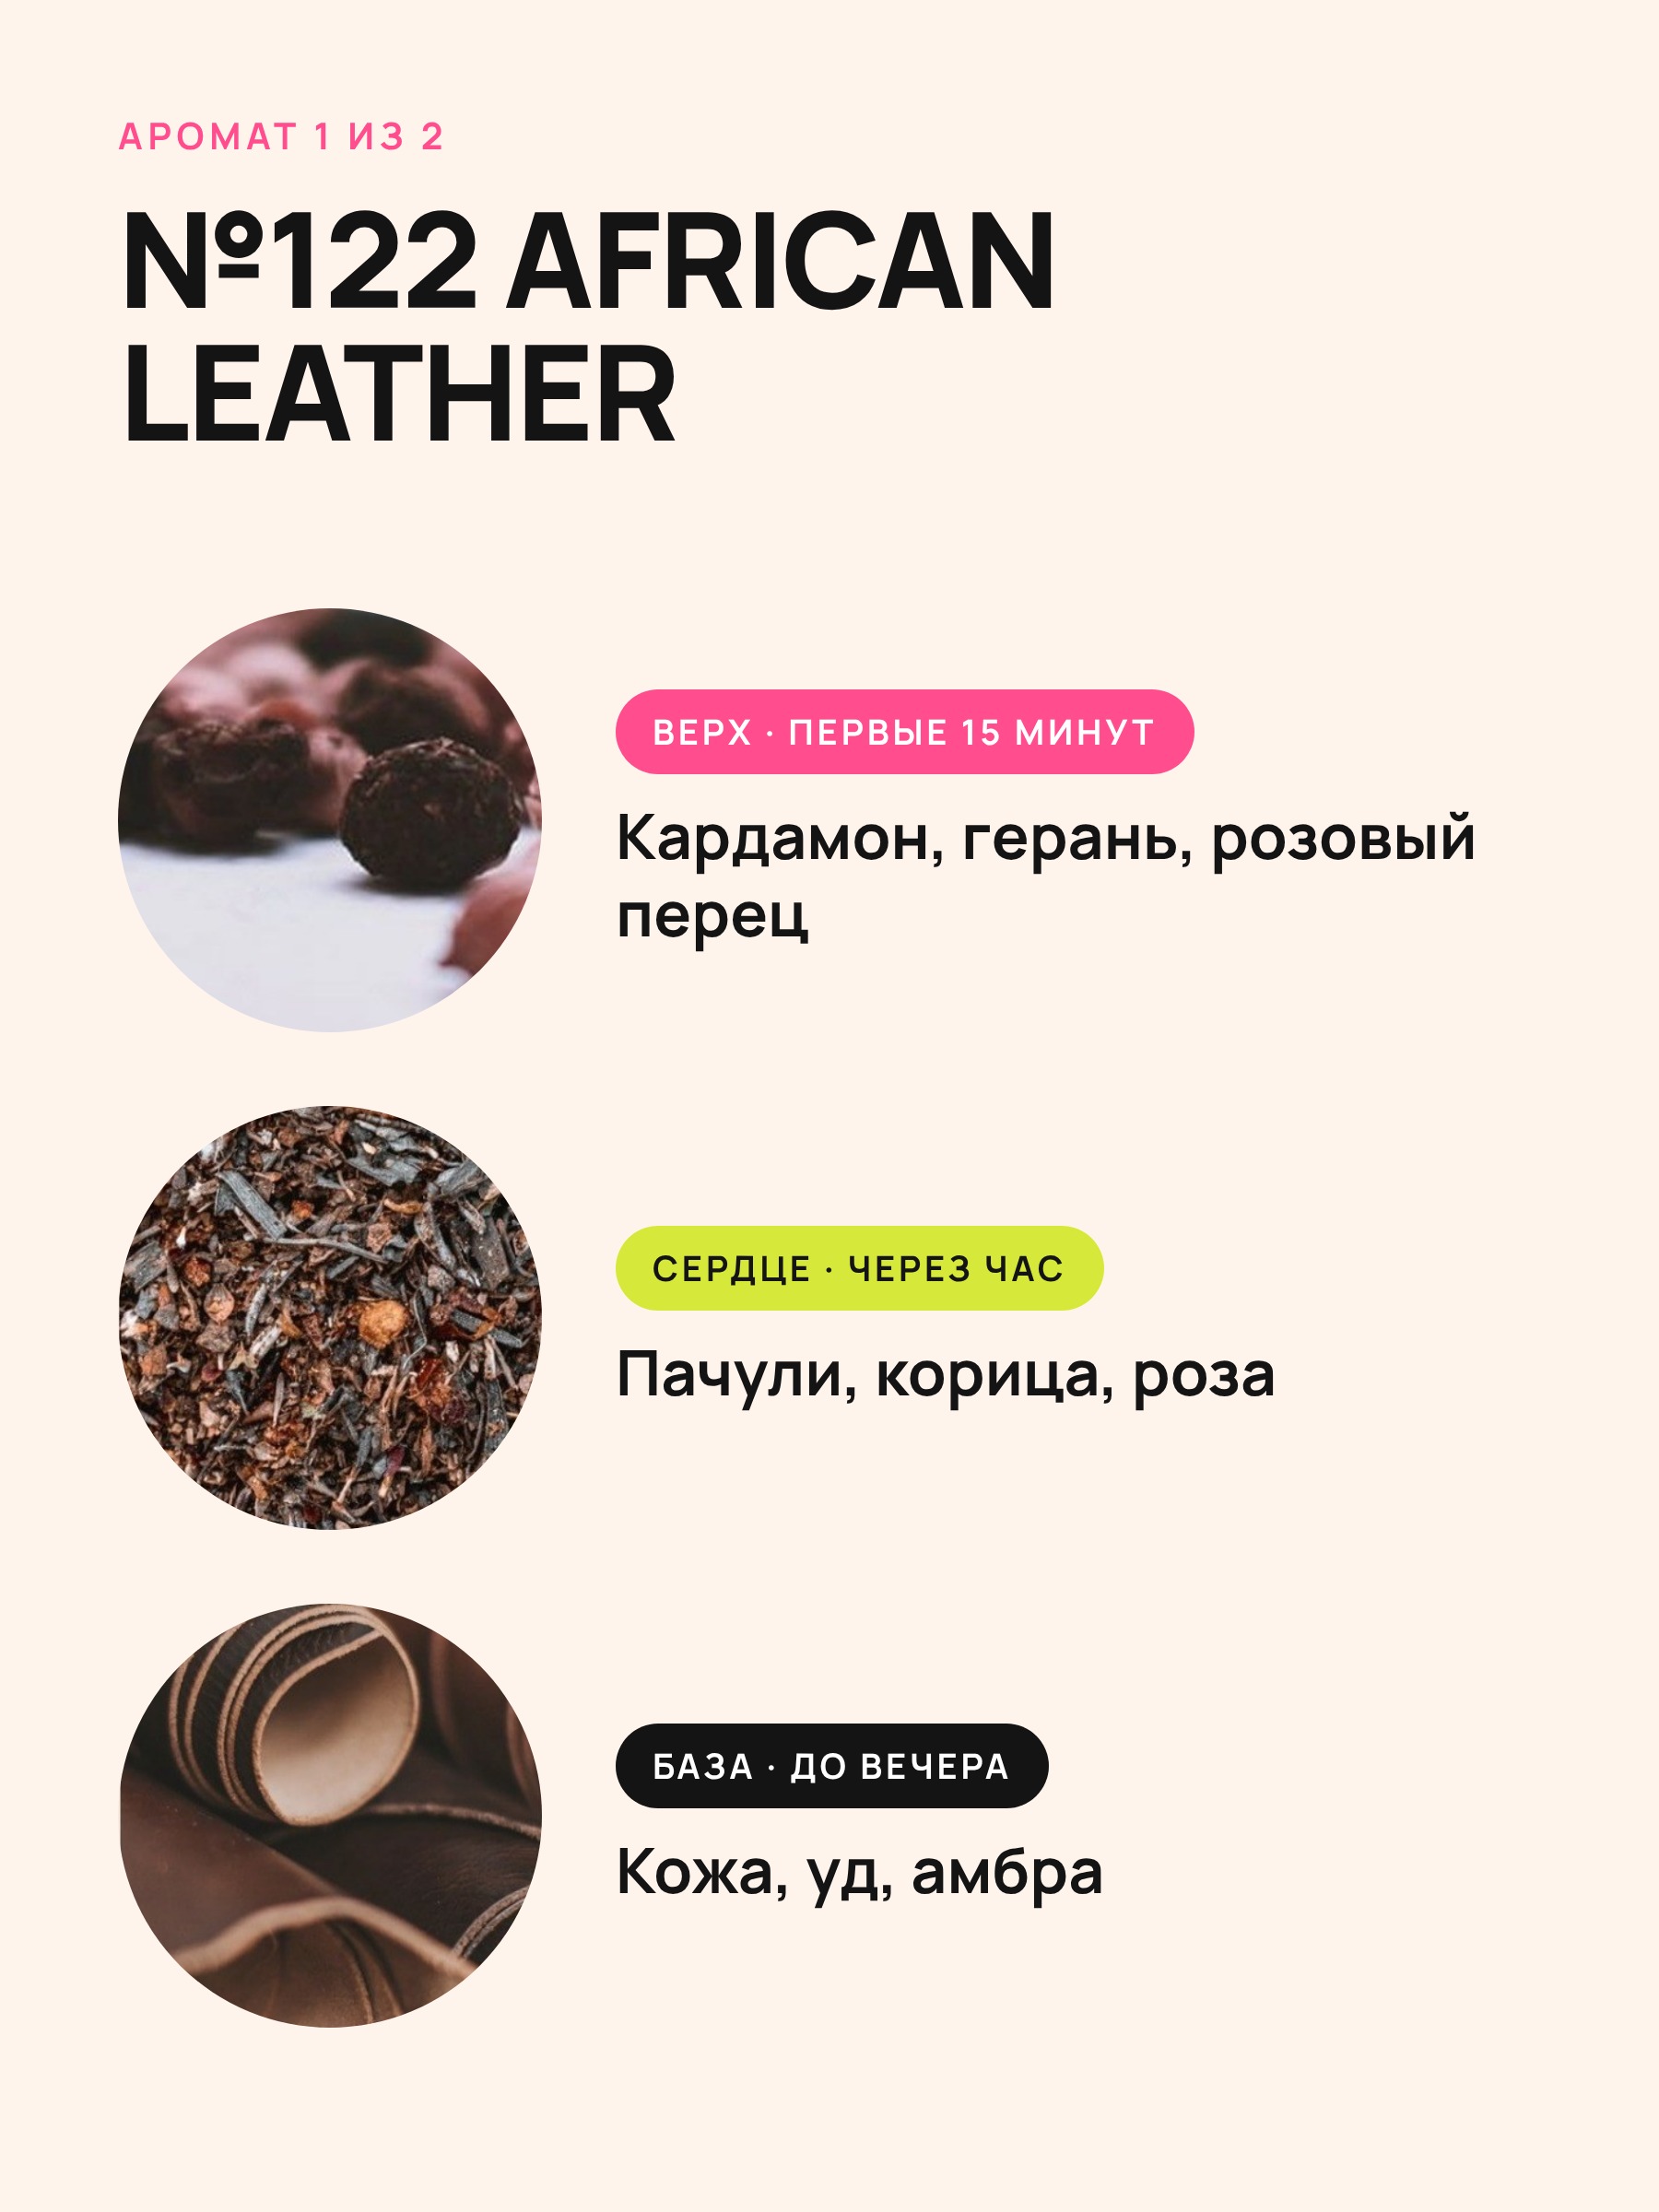 АРОМАТ 1 ИЗ 2
№122 AFRICAN
LEATHER
ВЕРХ · ПЕРВЫЕ 15 МИНУТ
Кардамон, герань, розовый
перец
СЕРДЦЕ · ЧЕРЕЗ ЧАС
Пачули, корица, роза
БАЗА · ДО ВЕЧЕРА
Кожа, уд, амбра